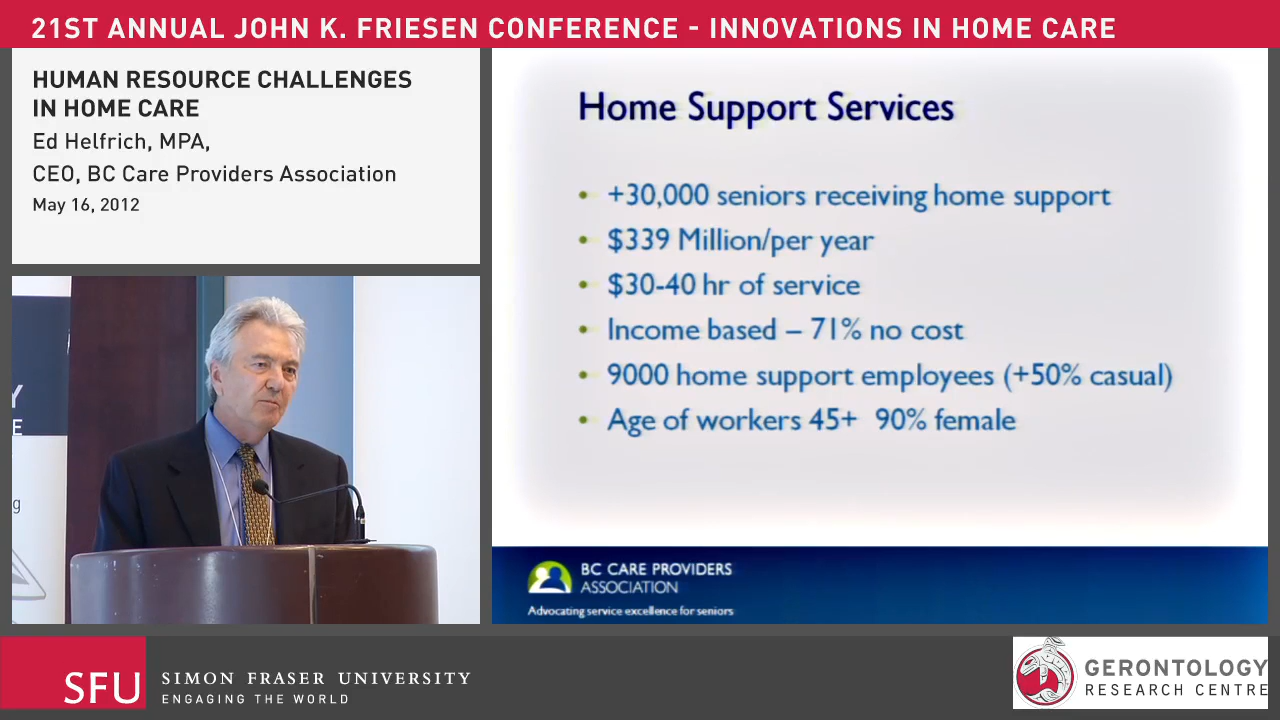 21ST ANNUAL JOHN K. FRIESEN CONFERENCE - INNOVATIONS IN HOME CARE
HUMAN RESOURCE CHALLENGES
IN HOME CARE
Ed Helfrich, MPA,
CEO, BC Care Providers Association
May 16, 2012
Home Support Services
• +30,000 seniors receiving home support
• $339 Million/per year
• $30-40 hr of service
• Income based – 71% no cost
• 9000 home support employees (+50% casual)
• Age of workers 45+ 90% female
BC CARE PROVIDERS
ASSOCIATION
Advocating service excellence for seniors
Y
E
g
SFU
SIMON FRASER UNIVERSITY
ENGAGING THE WORLD
GERONTOLOGY
RESEARCH CENTRE